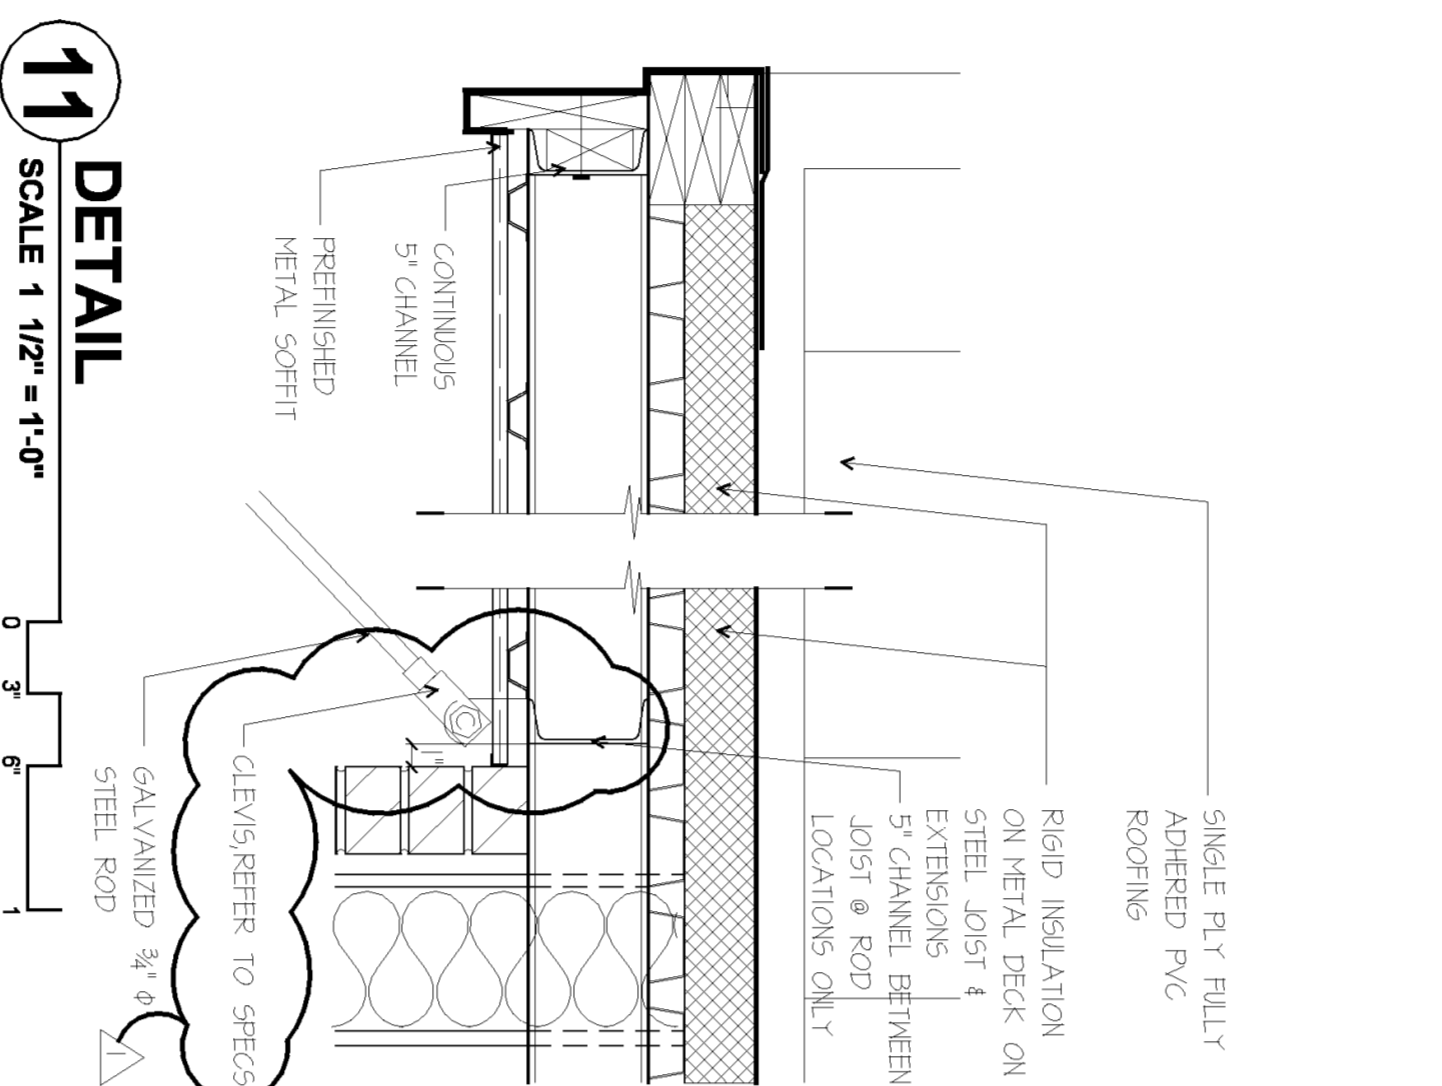 SINGLE PLY FULLY
ADHERED PVC
ROOFING
RIGID INSULATION
ON METAL DECK ON
STEEL JOIST &
EXTENSIONS
5" CHANNEL BETWEEN
JOIST @ ROD
LOCATIONS ONLY
CONTINUOUS
5" CHANNEL
PREFINISHED
METAL SOFFIT
1"
CLEVIS,REFER TO SPECS
GALVANIZED ¾" ϕ
STEEL ROD
1
11
DETAIL
SCALE 1 1/2" = 1'-0"
0 3" 6" 1